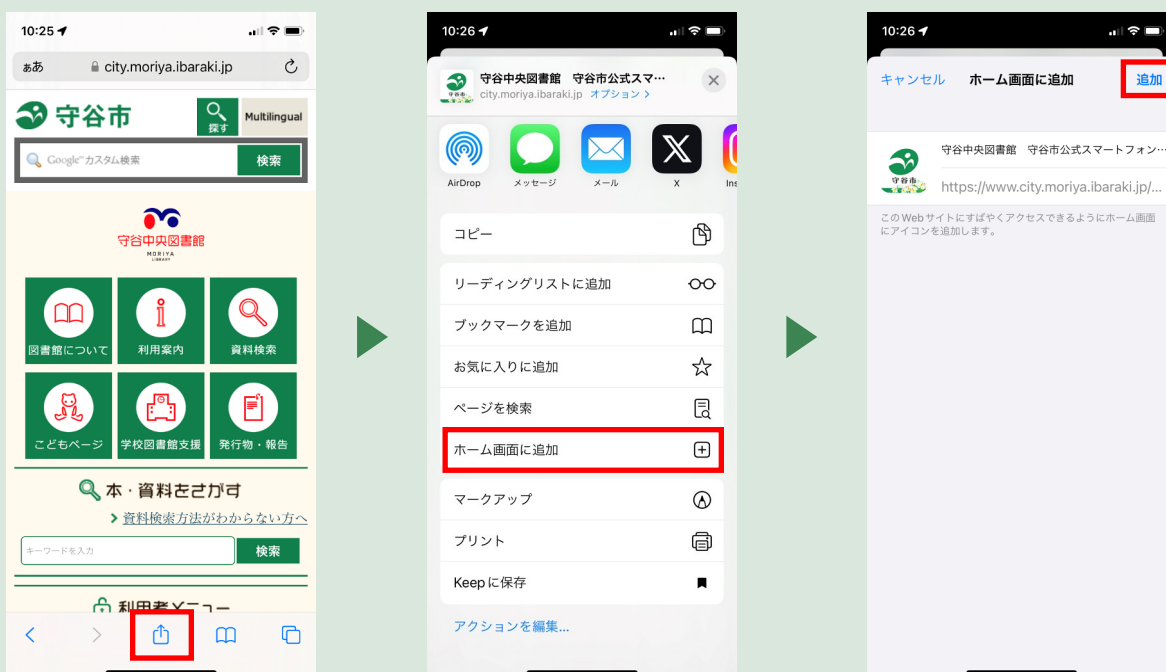 10:25
ああ
city.moriya.ibaraki.jp
守谷市
探す
Multilingual
Google カスタム検索
検索
守谷中央図書館
MORIYA
LIBRARY
図書館について
利用案内
資料検索
こどもページ
学校図書館支援
発行物・報告
本・資料をさがす
資料検索方法がわからない方へ
キーワードを入力
検索
利用者メニュー
10:26
守谷市
守谷中央図書館　守谷市公式スマ…
city.moriya.ibaraki.jp オプション
AirDrop
メッセージ
メール
X
Ins
コピー
リーディングリストに追加
ブックマークを追加
お気に入りに追加
ページを検索
ホーム画面に追加
マークアップ
プリント
Keepに保存
アクションを編集...
10:26
キャンセル
ホーム画面に追加
追加
守谷市
守谷中央図書館　守谷市公式スマートフォン…
https://www.city.moriya.ibaraki.jp/...
このWebサイトにすばやくアクセスできるようにホーム画面
にアイコンを追加します。